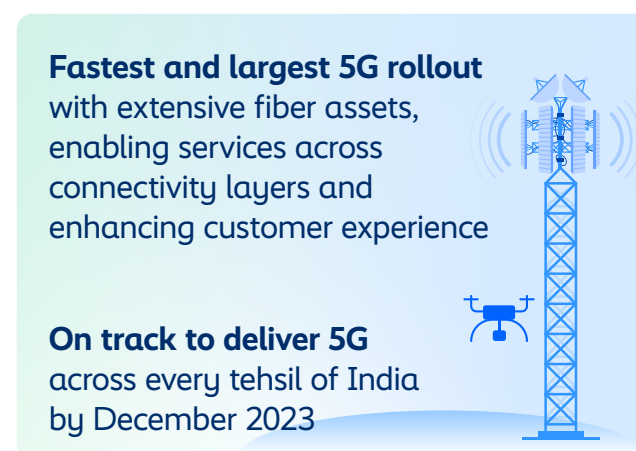 Fastest and largest 5G rollout
with extensive fiber assets,
enabling services across
connectivity layers and
enhancing customer experience
On track to deliver 5G
across every tehsil of India
by December 2023